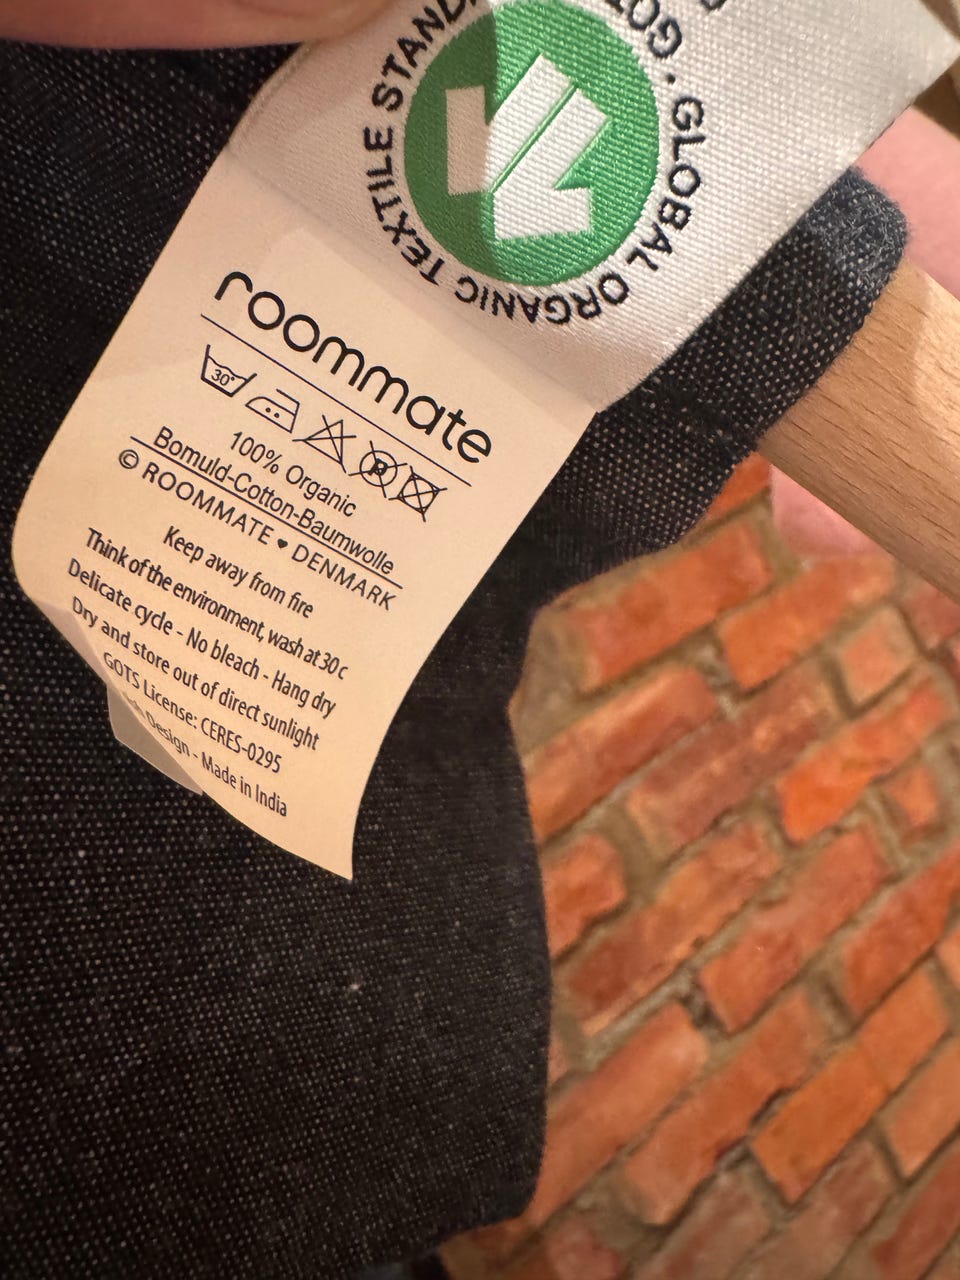 GLOBAL ORGANIC TEXTILE
roommate
30°
P
100% Organic
Bomuld-Cotton-Baumwolle
© ROOMMATE ♥ DENMARK
Keep away from fire
Think of the environment, wash at 30 c
Delicate cycle - No bleach - Hang dry
Dry and store out of direct sunlight
GOTS License: CERES-0295
Design - Made in India